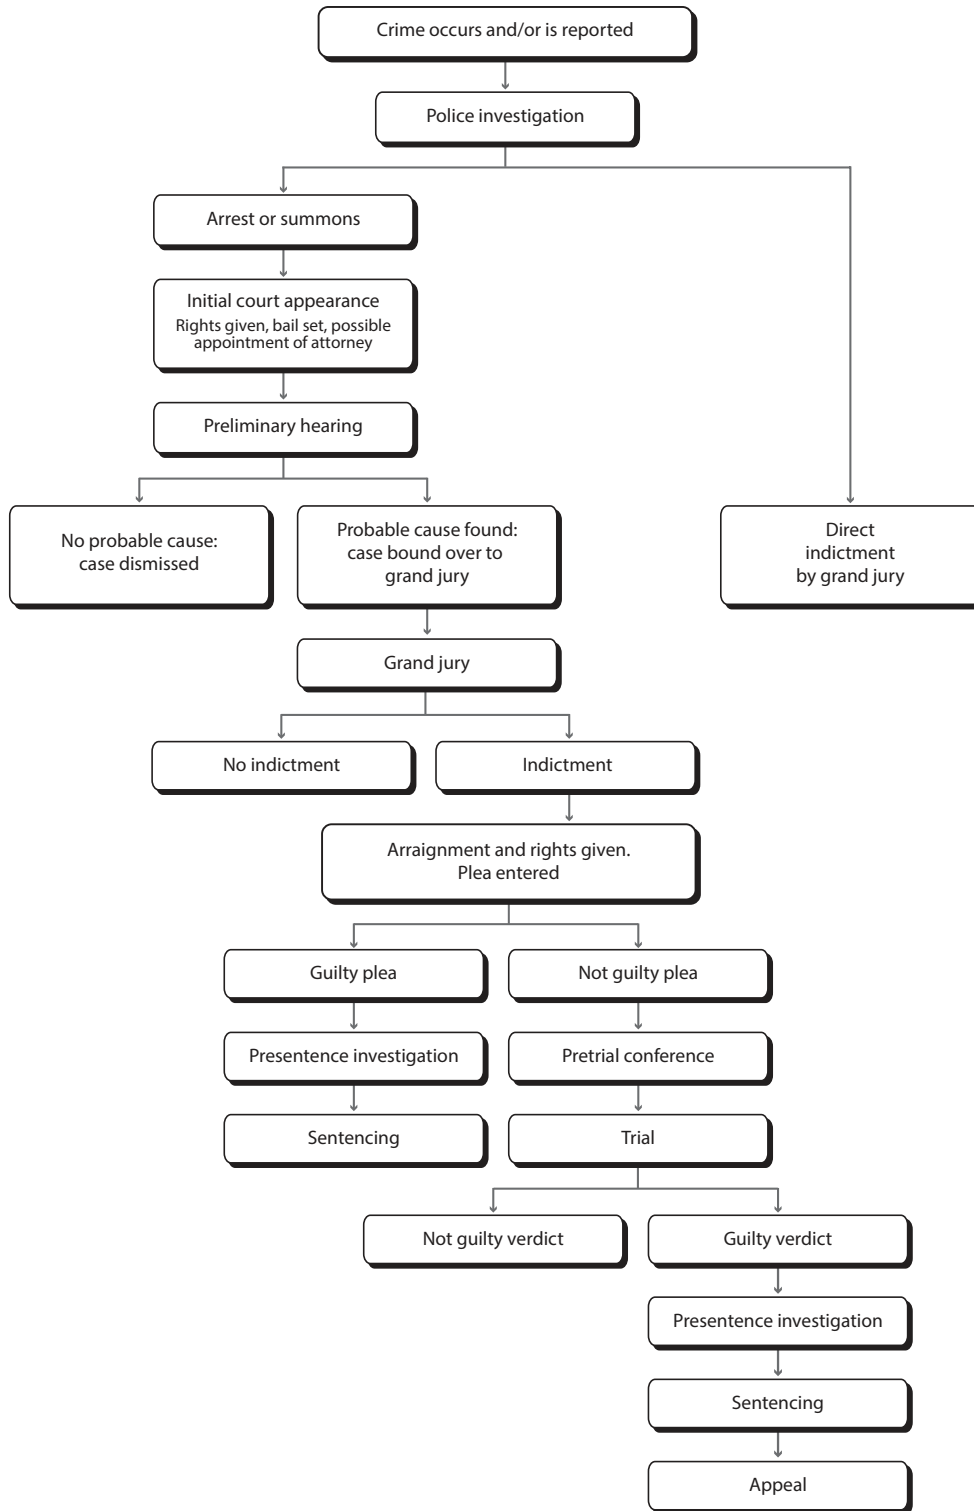 Crime occurs and/or is reported
Police investigation
Arrest or summons
Initial court appearance
Rights given, bail set, possible
appointment of attorney
Preliminary hearing
No probable cause:
case dismissed
Probable cause found:
case bound over to
grand jury
Direct
indictment
by grand jury
Grand jury
No indictment
Indictment
Arraignment and rights given.
Plea entered
Guilty plea
Not guilty plea
Presentence investigation
Pretrial conference
Sentencing
Trial
Not guilty verdict
Guilty verdict
Presentence investigation
Sentencing
Appeal